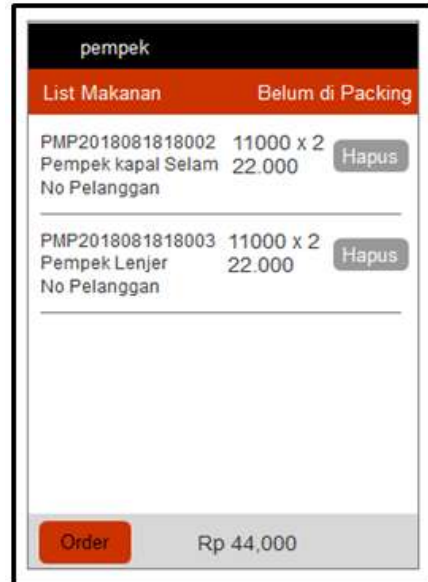 pempek
List Makanan Belum di Packing
PMP2018081818002 11000 x 2
Pempek kapal Selam 22.000 Hapus
No Pelanggan
PMP2018081818003 11000 x 2
Pempek Lenjer 22.000 Hapus
No Pelanggan
Order Rp 44,000